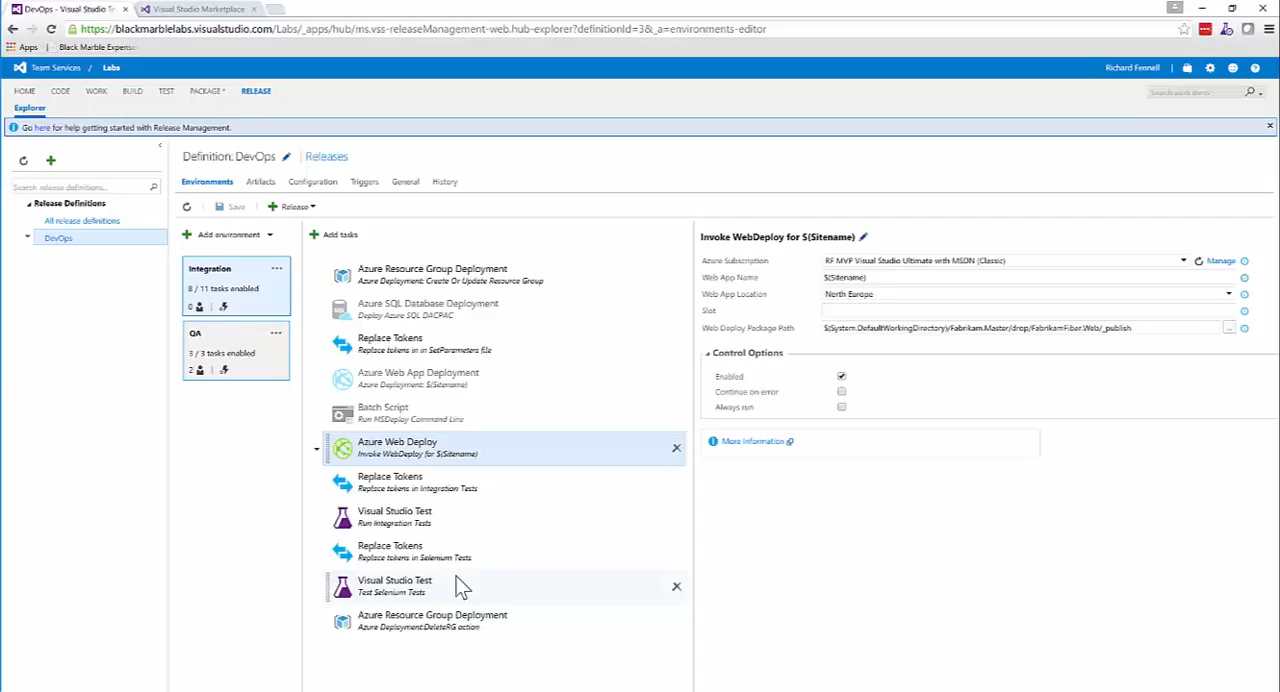 DevOps - Visual Studio Te
Visual Studio Marketplace
https://blackmarblelabs.visualstudio.com/Labs/_apps/hub/ms.vss-releaseManagement-web.hub-explorer?definitionId=3&_a=environments-editor
Apps
Black Marble Expense
Team Services / Labs
Richard Fennell
HOME CODE WORK BUILD TEST PACKAGE* RELEASE
Search work items
Explorer
Go here for help getting started with Release Management.
Search release definitions...
Release Definitions
All release definitions
DevOps
Definition: DevOps | Releases
Environments Artifacts Configuration Triggers General History
Save Release
Add environment
Integration ...
8 / 11 tasks enabled
0
QA ...
3 / 3 tasks enabled
2
Add tasks
Azure Resource Group Deployment
Azure Deployment: Create Or Update Resource Group
Azure SQL Database Deployment
Deploy Azure SQL DACPAC
Replace Tokens
Replace tokens in in SetParameters file
Azure Web App Deployment
Azure Deployment: $(Sitename)
Batch Script
Run MSDeploy Command Line
Azure Web Deploy
Invoke WebDeploy for $(Sitename)
Replace Tokens
Replace tokens in Integration Tests
Visual Studio Test
Run Integration Tests
Replace Tokens
Replace tokens in Selenium Tests
Visual Studio Test
Test Selenium Tests
Azure Resource Group Deployment
Azure Deployment:DeleteRG action
Invoke WebDeploy for $(Sitename)
Azure Subscription RF MVP Visual Studio Ultimate with MSDN (Classic) Manage
Web App Name $(Sitename)
Web App Location North Europe
Slot
Web Deploy Package Path $(System.DefaultWorkingDirectory)/Fabrikam.Master/drop/FabrikamFiber.Web/_publish ...
Control Options
Enabled
Continue on error
Always run
More Information